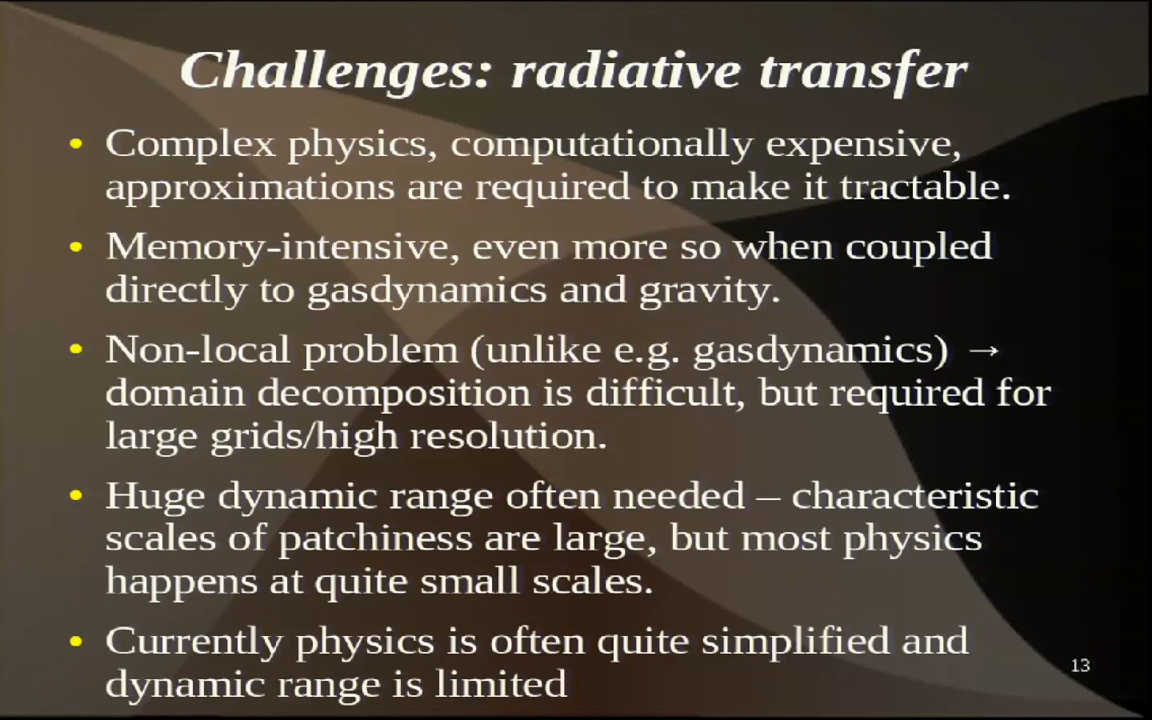 Challenges: radiative transfer
• Complex physics, computationally expensive,
approximations are required to make it tractable.
• Memory-intensive, even more so when coupled
directly to gasdynamics and gravity.
• Non-local problem (unlike e.g. gasdynamics) →
domain decomposition is difficult, but required for
large grids/high resolution.
• Huge dynamic range often needed – characteristic
scales of patchiness are large, but most physics
happens at quite small scales.
• Currently physics is often quite simplified and
dynamic range is limited
13